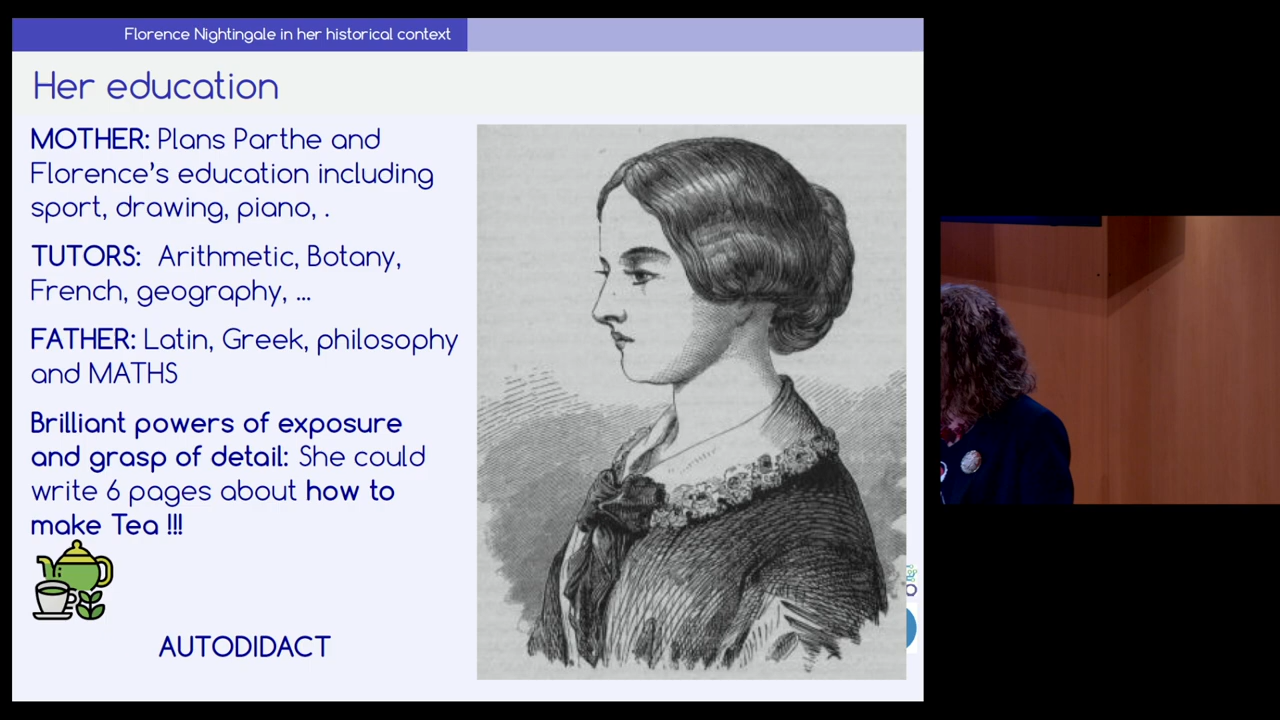 Florence Nightingale in her historical context
Her education
MOTHER: Plans Parthe and
Florence's education including
sport, drawing, piano, .
TUTORS: Arithmetic, Botany,
French, geography, ...
FATHER: Latin, Greek, philosophy
and MATHS
Brilliant powers of exposure
and grasp of detail: She could
write 6 pages about how to
make Tea !!!
AUTODIDACT